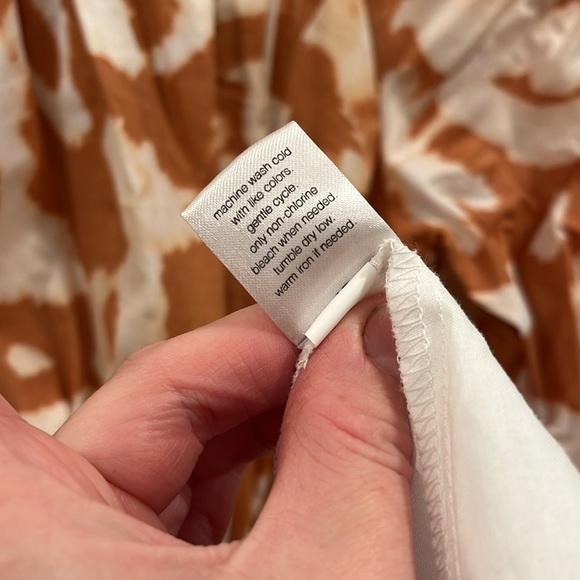 machine wash cold
with like colors.
gentle cycle.
only non-chlorine
bleach when needed.
tumble dry low.
warm iron if needed.